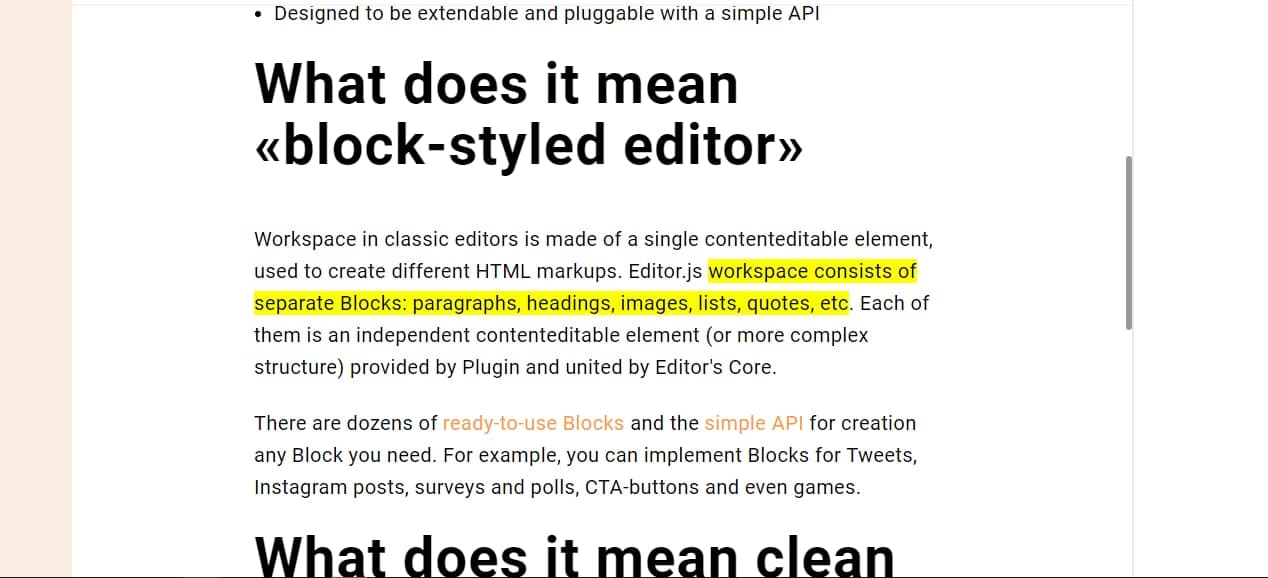 Designed to be extendable and pluggable with a simple API
What does it mean
«block-styled editor»
Workspace in classic editors is made of a single contenteditable element,
used to create different HTML markups. Editor.js workspace consists of
separate Blocks: paragraphs, headings, images, lists, quotes, etc. Each of
them is an independent contenteditable element (or more complex
structure) provided by Plugin and united by Editor's Core.
There are dozens of ready-to-use Blocks and the simple API for creation
any Block you need. For example, you can implement Blocks for Tweets,
Instagram posts, surveys and polls, CTA-buttons and even games.
What does it mean clean